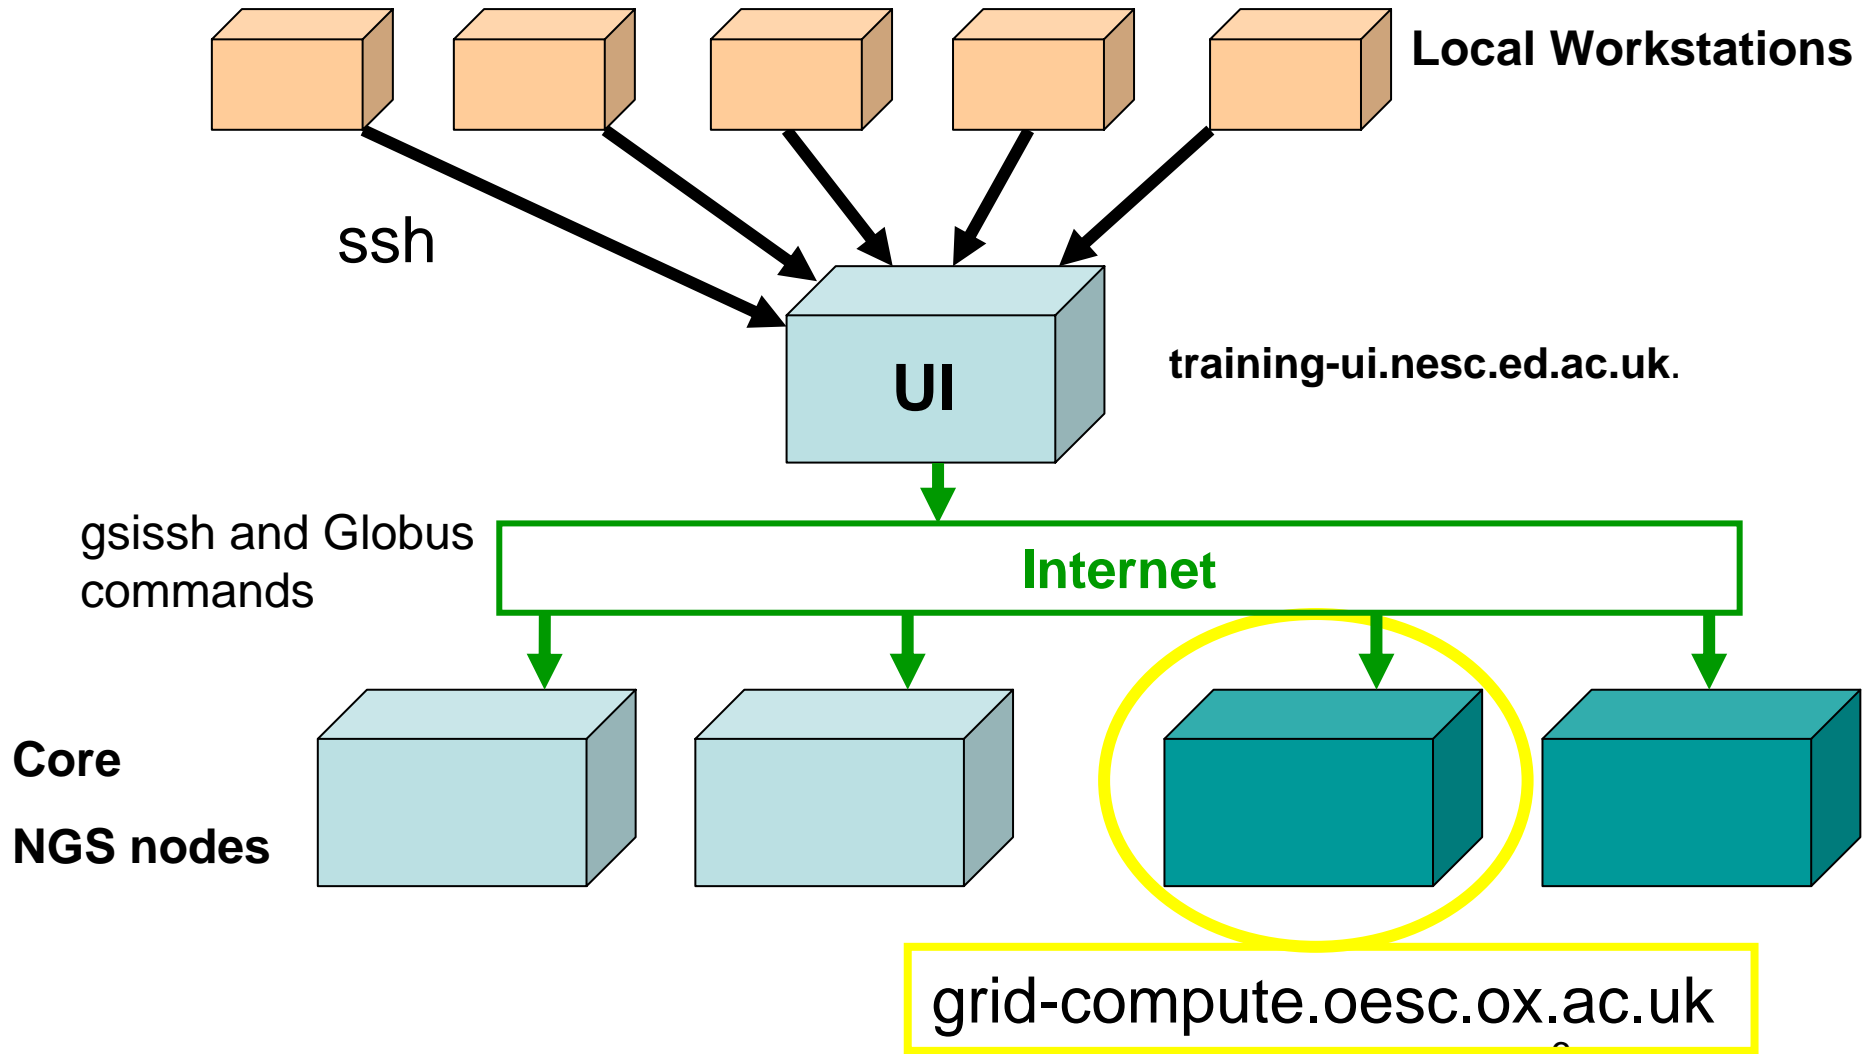 Local Workstations
ssh
UI
training-ui.nesc.ed.ac.uk.
gsissh and Globus
commands
Internet
Core
NGS nodes
grid-compute.oesc.ox.ac.uk